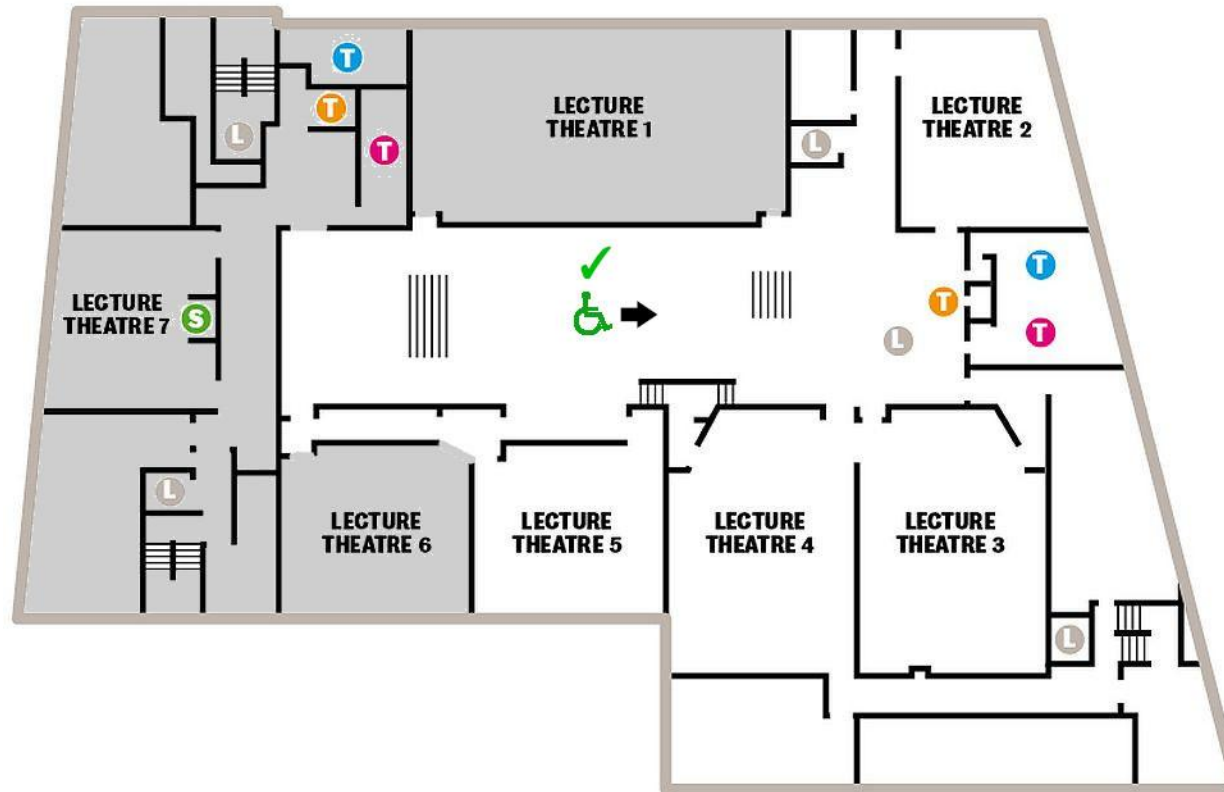 T
T
T
L
LECTURE
THEATRE 1
L
LECTURE
THEATRE 2
LECTURE
THEATRE 7
S
T
T
T
L
L
LECTURE
THEATRE 6
LECTURE
THEATRE 5
LECTURE
THEATRE 4
LECTURE
THEATRE 3
L